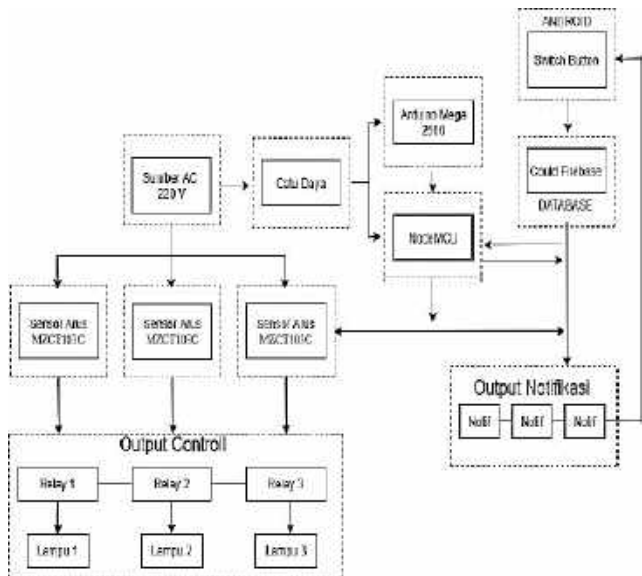 ANDROID
Switch Button
Arduino Mega
2560
Sumber AC
220 V
Catu Daya
Could Firebase
DATABASE
NodeMCU
Sensor Arus
MZCT103C
Sensor Arus
MZCT103C
Sensor Arus
MZCT103C
Output Notifikasi
Notif
Notif
Notif
Output Controll
Relay 1
Relay 2
Relay 3
Lampu 1
Lampu 2
Lampu 3